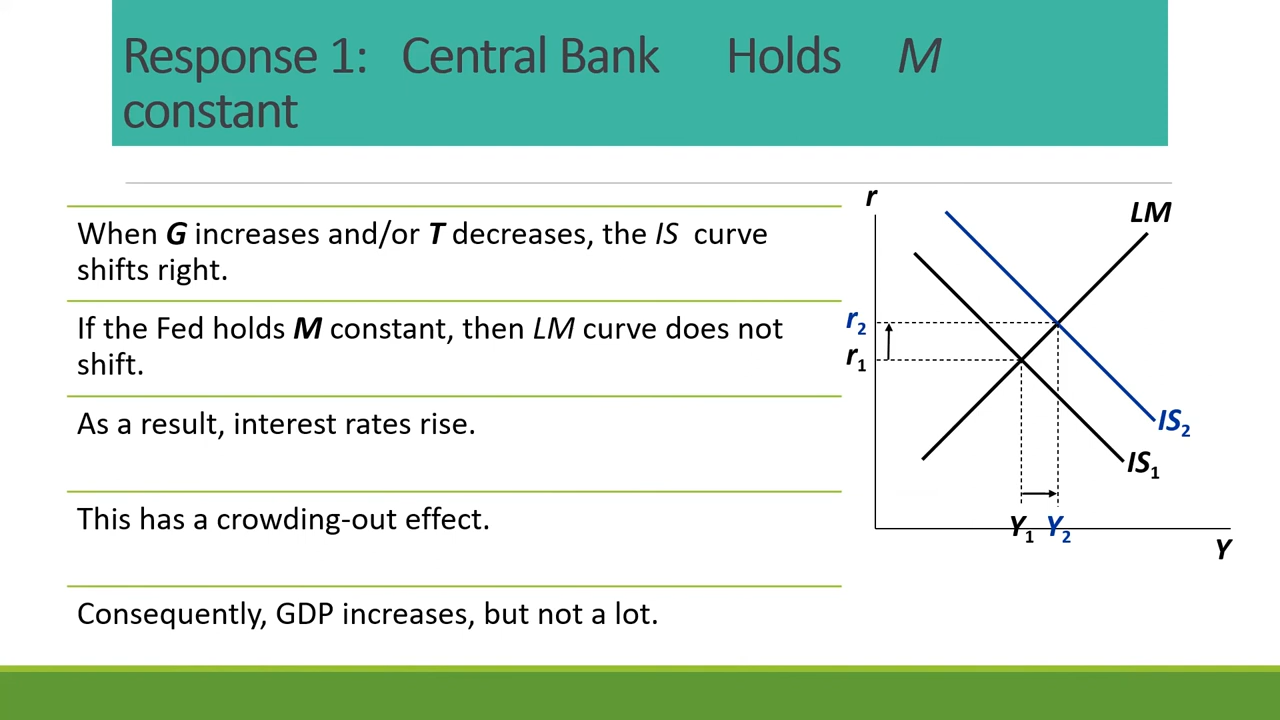 Response 1: Central Bank Holds M
constant
When G increases and/or T decreases, the IS curve
shifts right.
If the Fed holds M constant, then LM curve does not
shift.
As a result, interest rates rise.
This has a crowding-out effect.
Consequently, GDP increases, but not a lot.
r
LM
r2
r1
IS2
IS1
Y1 Y2
Y